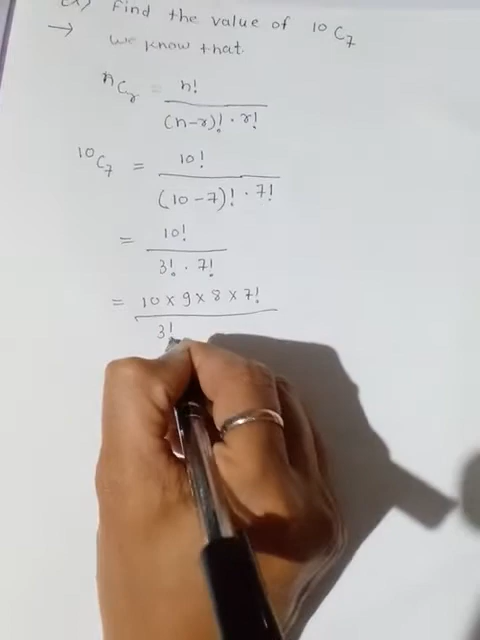 Find the value of ¹⁰C₇
→ we know that.
ⁿCᵣ = n! / (n-r)! · r!
¹⁰C₇ = 10! / (10-7)! · 7!
= 10! / 3! · 7!
= 10 × 9 × 8 × 7! / 3!